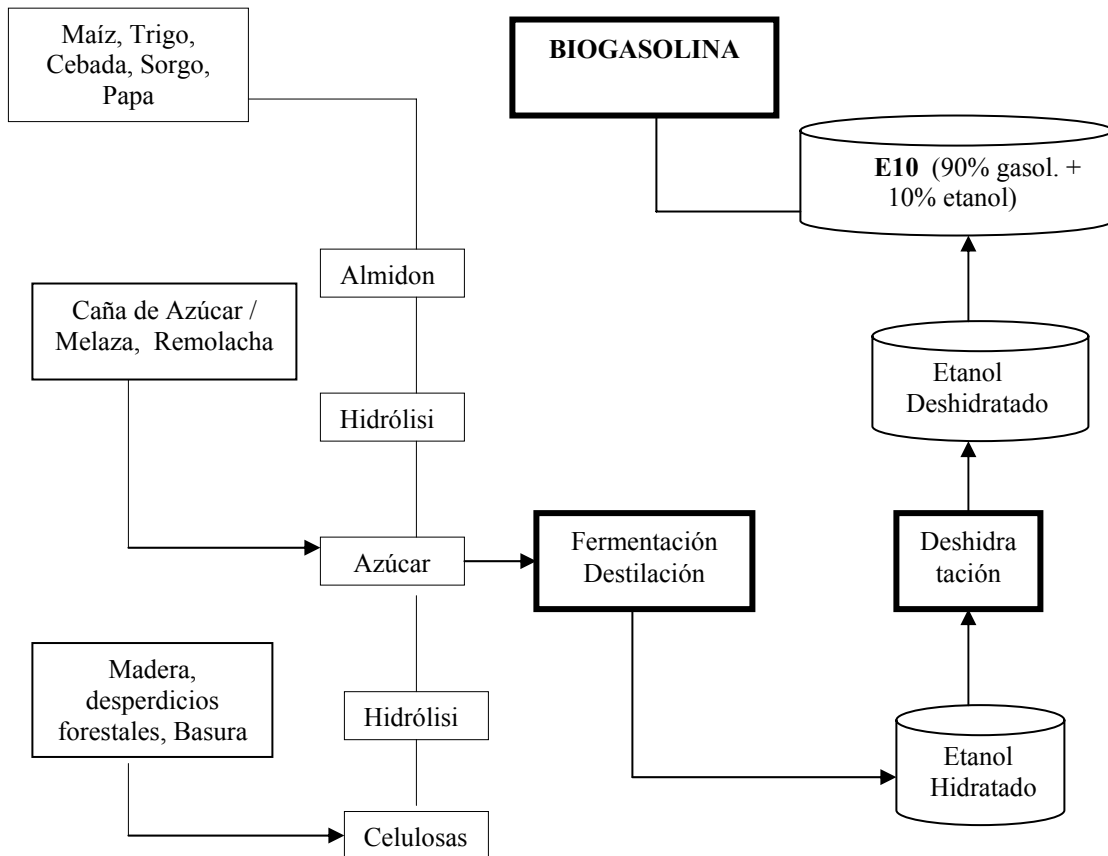 Maíz, Trigo,
Cebada, Sorgo,
Papa
BIOGASOLINA
E10 (90% gasol. +
10% etanol)
Almidon
Caña de Azúcar /
Melaza, Remolacha
Etanol
Deshidratado
Hidrólisi
Azúcar
Fermentación
Destilación
Deshidra
tación
Madera,
desperdicios
forestales, Basura
Hidrólisi
Etanol
Hidratado
Celulosas